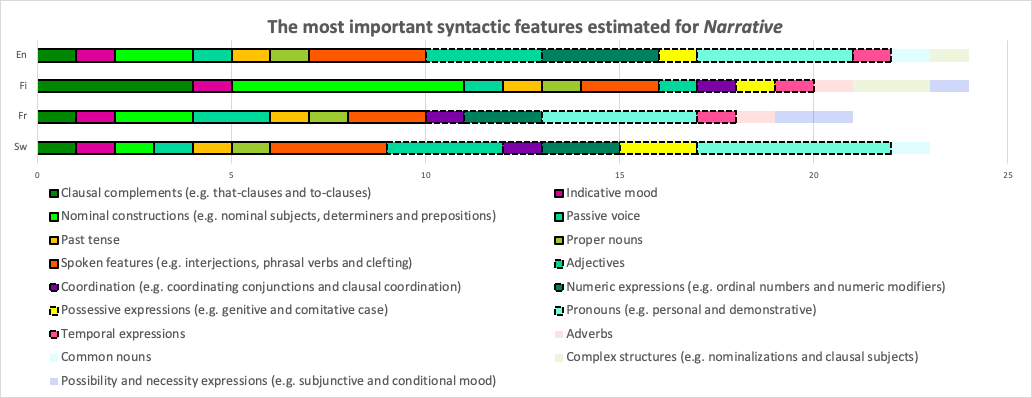 The most important syntactic features estimated for Narrative
En
Fi
Fr
Sw
0 5 10 15 20 25
Clausal complements (e.g. that-clauses and to-clauses) Indicative mood
Nominal constructions (e.g. nominal subjects, determiners and prepositions) Passive voice
Past tense Proper nouns
Spoken features (e.g. interjections, phrasal verbs and clefting) Adjectives
Coordination (e.g. coordinating conjunctions and clausal coordination) Numeric expressions (e.g. ordinal numbers and numeric modifiers)
Possessive expressions (e.g. genitive and comitative case) Pronouns (e.g. personal and demonstrative)
Temporal expressions Adverbs
Common nouns Complex structures (e.g. nominalizations and clausal subjects)
Possibility and necessity expressions (e.g. subjunctive and conditional mood)